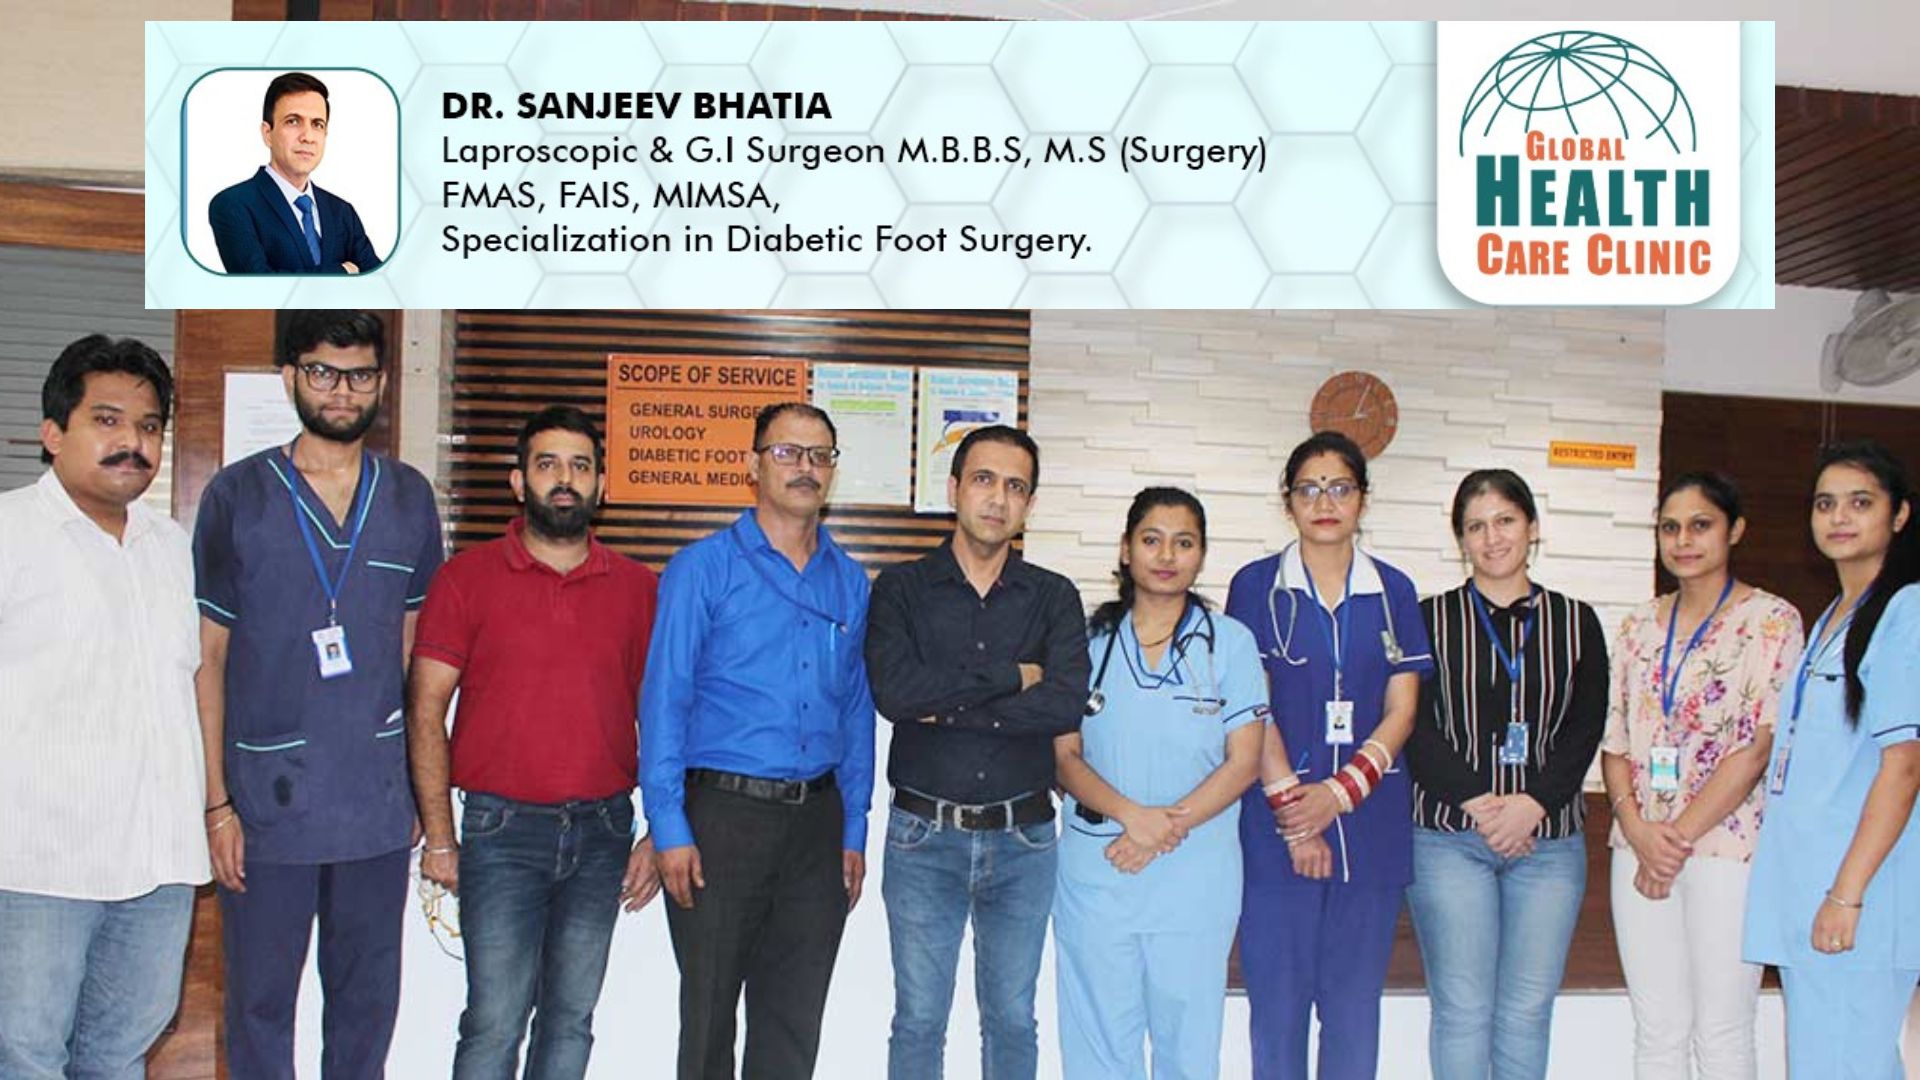 DR. SANJEEV BHATIA
Laproscopic & G.I Surgeon M.B.B.S, M.S (Surgery)
FMAS, FAIS, MIMSA,
Specialization in Diabetic Foot Surgery.
GLOBAL
HEALTH
CARE CLINIC
SCOPE OF SERVICE
GENERAL SURGE
UROLOGY
DIABETIC FOOT
GENERAL MEDIC
RESTRICTED ENTRY